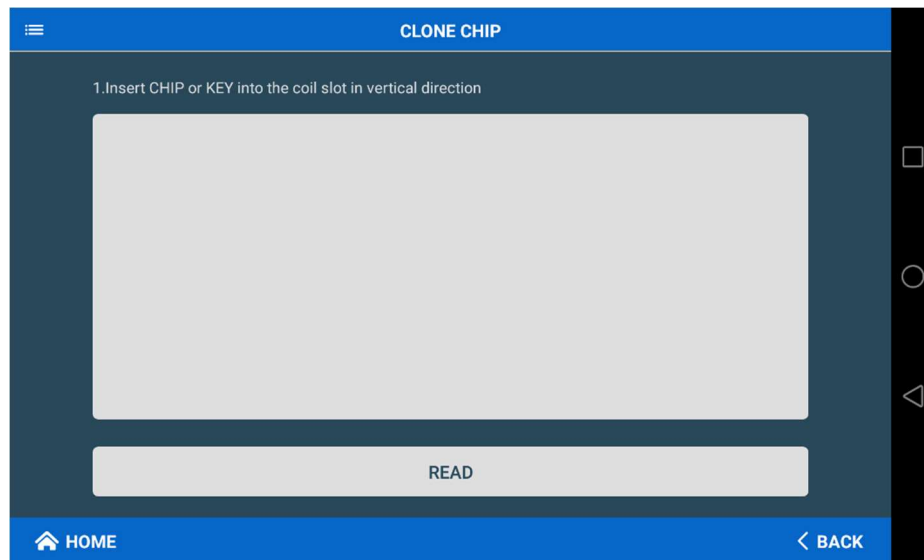 CLONE CHIP
1.Insert CHIP or KEY into the coil slot in vertical direction
READ
HOME
BACK